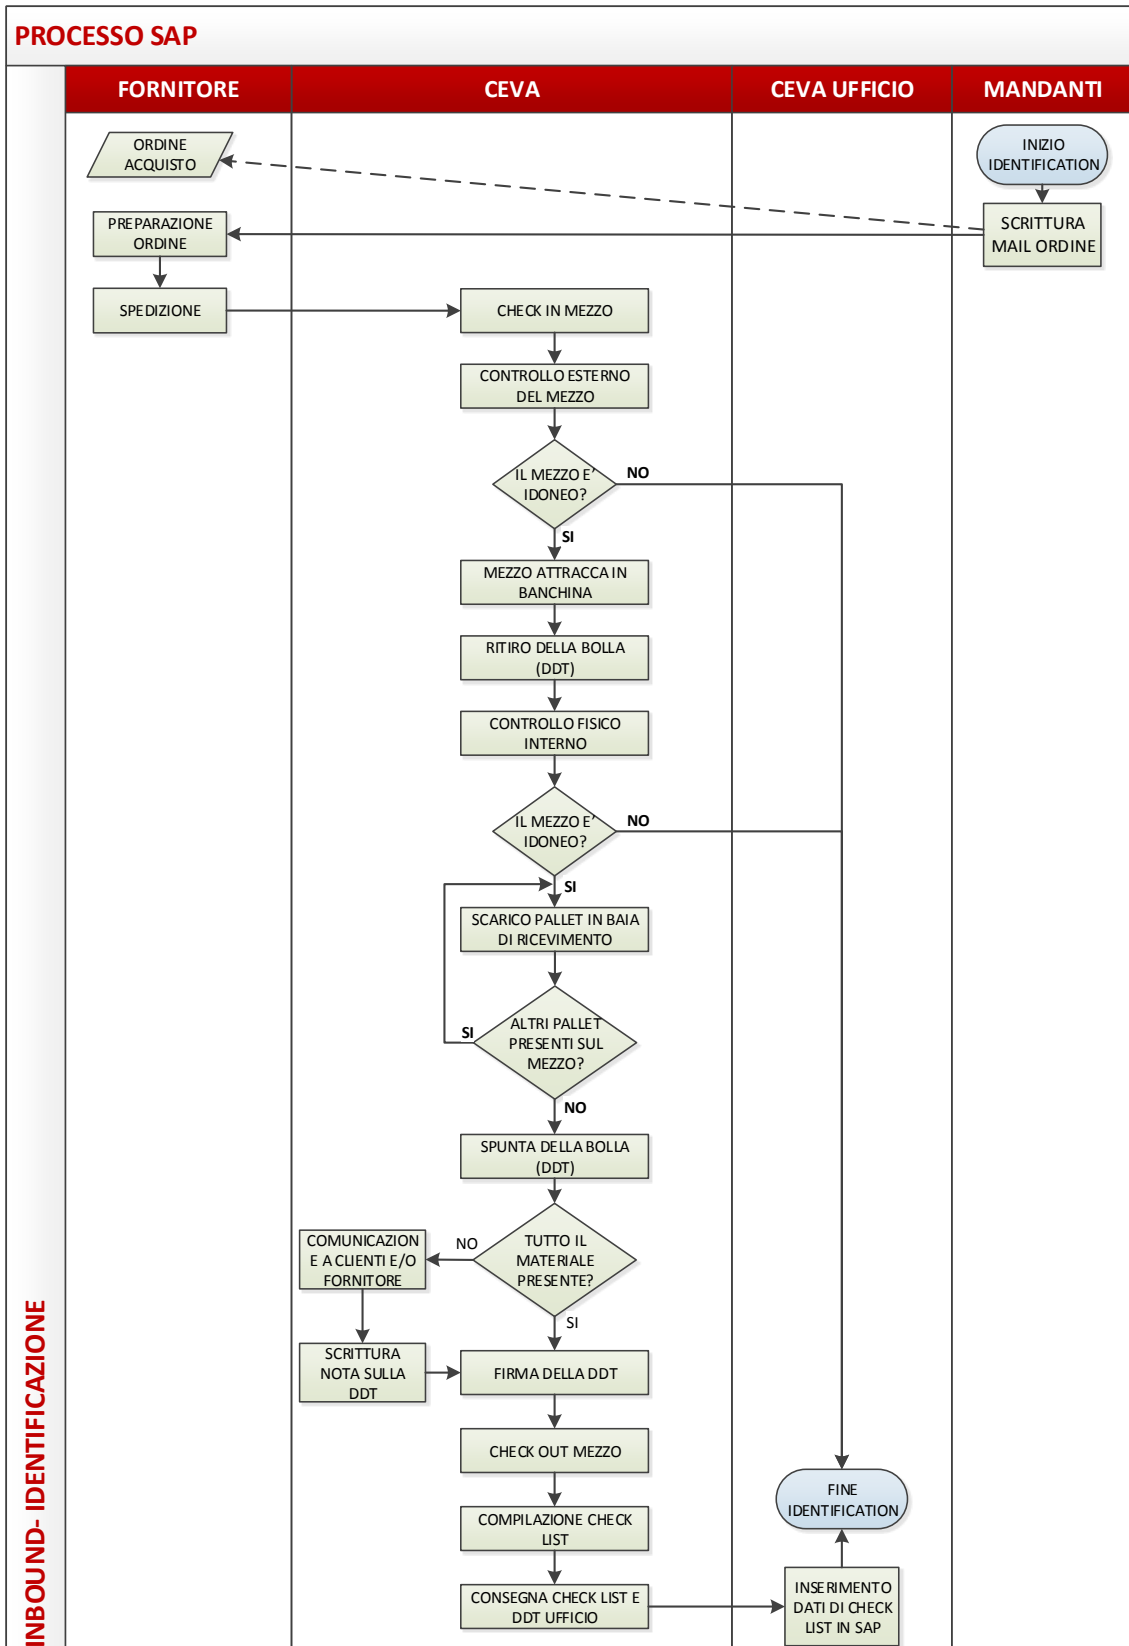 PROCESSO SAP
FORNITORE
CEVA
CEVA UFFICIO
MANDANTI
ORDINE
ACQUISTO
INIZIO
IDENTIFICATION
PREPARAZIONE
ORDINE
SCRITTURA
MAIL ORDINE
SPEDIZIONE
CHECK IN MEZZO
CONTROLLO ESTERNO
DEL MEZZO
IL MEZZO E'
IDONEO?
NO
SI
MEZZO ATTRACCA IN
BANCHINA
RITIRO DELLA BOLLA
(DDT)
CONTROLLO FISICO
INTERNO
IL MEZZO E'
IDONEO?
NO
SI
SCARICO PALLET IN BAIA
DI RICEVIMENTO
ALTRI PALLET
PRESENTI SUL
MEZZO?
SI
NO
SPUNTA DELLA BOLLA
(DDT)
TUTTO IL
MATERIALE
PRESENTE?
NO
SI
COMUNICAZION
E A CLIENTI E/O
FORNITORE
SCRITTURA
NOTA SULLA
DDT
FIRMA DELLA DDT
CHECK OUT MEZZO
COMPILAZIONE CHECK
LIST
CONSEGNA CHECK LIST E
DDT UFFICIO
FINE
IDENTIFICATION
INSERIMENTO
DATI DI CHECK
LIST IN SAP
INBOUND- IDENTIFICAZIONE